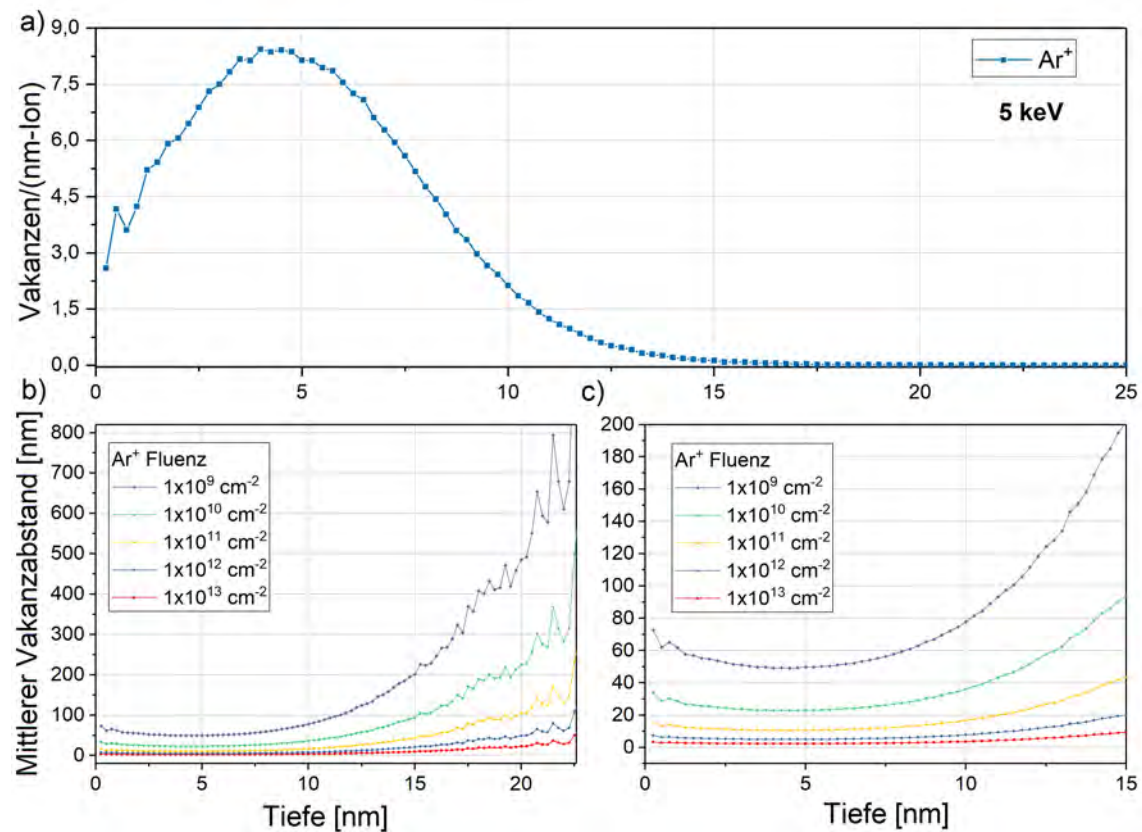 a)
9,0
7,5
6,0
4,5
3,0
1,5
0,0
Vakanzen/(nm-Ion)
Ar⁺
5 keV
0 5 10 15 20 25
b)
800
700
600
500
400
300
200
100
0
Mittlerer Vakanzabstand [nm]
Ar⁺ Fluenz
1x10⁹ cm⁻²
1x10¹⁰ cm⁻²
1x10¹¹ cm⁻²
1x10¹² cm⁻²
1x10¹³ cm⁻²
0 5 10 15 20
Tiefe [nm]
c)
200
180
160
140
120
100
80
60
40
20
0
Ar⁺ Fluenz
1x10⁹ cm⁻²
1x10¹⁰ cm⁻²
1x10¹¹ cm⁻²
1x10¹² cm⁻²
1x10¹³ cm⁻²
0 5 10 15
Tiefe [nm]